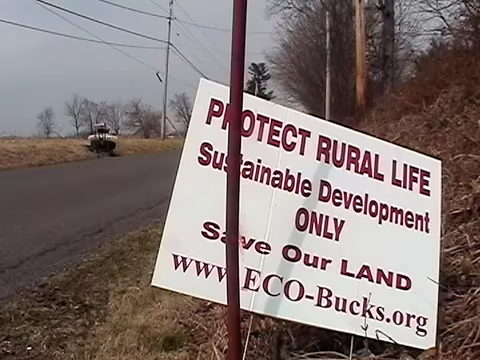 PROTECT RURAL LIFE
Sustainable Development
ONLY
Save Our LAND
www.ECO-Bucks.org